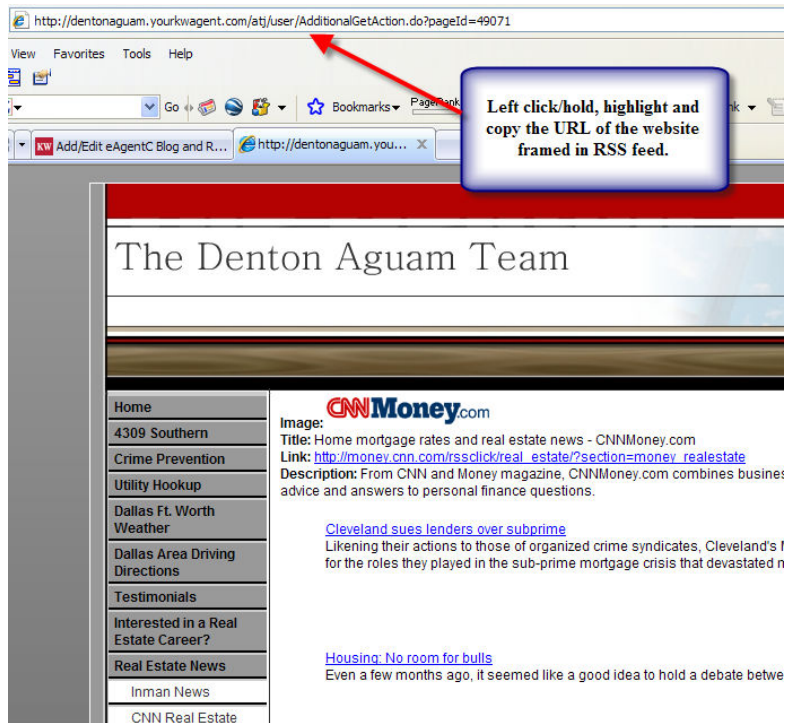 http://dentonaguam.yourkwagent.com/atj/user/AdditionalGetAction.do?pageId=49071
View Favorites Tools Help
Go Bookmarks PageRank
Left click/hold, highlight and
copy the URL of the website
framed in RSS feed.
KW Add/Edit eAgentC Blog and R... http://dentonaguam.you... X
The Denton Aguam Team
Home
4309 Southern
Crime Prevention
Utility Hookup
Dallas Ft. Worth
Weather
Dallas Area Driving
Directions
Testimonials
Interested in a Real
Estate Career?
Real Estate News
Inman News
CNN Real Estate
Image: CNNMoney.com
Title: Home mortgage rates and real estate news - CNNMoney.com
Link: http://money.cnn.com/rssclick/real_estate/?section=money_realestate
Description: From CNN and Money magazine, CNNMoney.com combines busines
advice and answers to personal finance questions.
Cleveland sues lenders over subprime
Likening their actions to those of organized crime syndicates, Cleveland's
for the roles they played in the sub-prime mortgage crisis that devastated
Housing: No room for bulls
Even a few months ago, it seemed like a good idea to hold a debate betwe